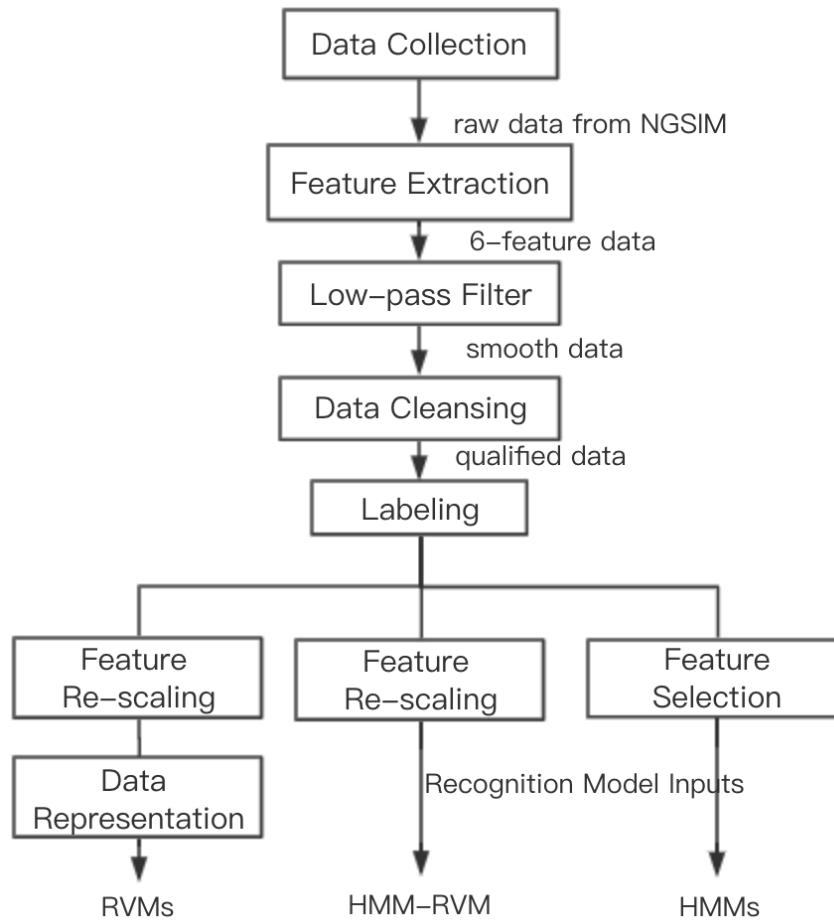 Data Collection
raw data from NGSIM
Feature Extraction
6-feature data
Low-pass Filter
smooth data
Data Cleansing
qualified data
Labeling
Feature
Re-scaling
Feature
Re-scaling
Feature
Selection
Data
Representation
Recognition Model Inputs
RVMs
HMM-RVM
HMMs